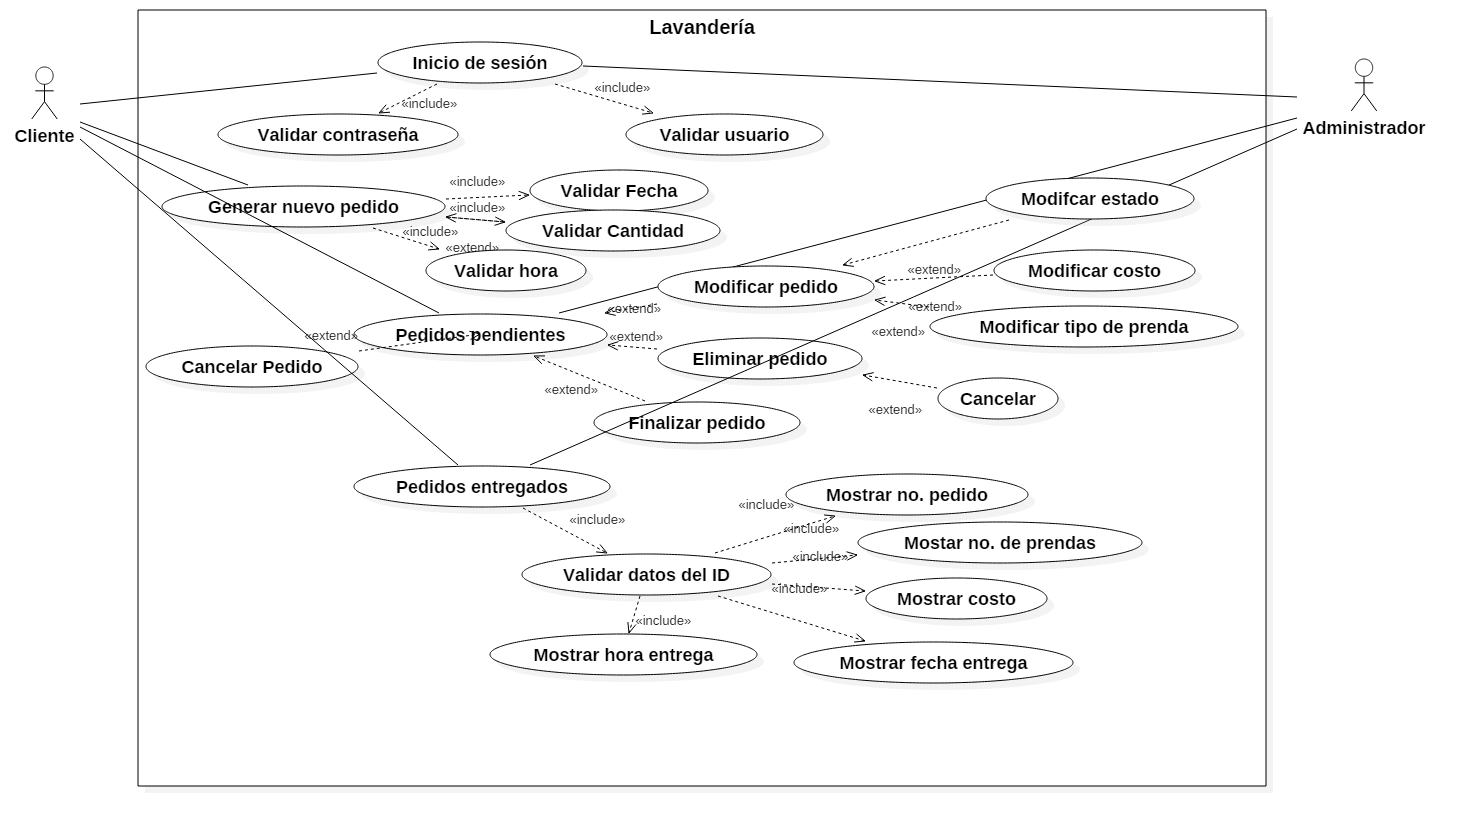 Lavandería
Inicio de sesión
«include»
«include»
Cliente
Administrador
Validar contraseña
Validar usuario
«include»
Validar Fecha
Generar nuevo pedido
«include»
Validar Cantidad
«include»
«extend»
Validar hora
Modifcar estado
Modificar pedido
«extend»
Modificar costo
«extend»
«extend»
Modificar tipo de prenda
«extend»
Pedidos pendientes
«extend»
«extend»
Cancelar Pedido
Eliminar pedido
«extend»
Cancelar
«extend»
Finalizar pedido
Pedidos entregados
«include»
Mostrar no. pedido
«include»
«include»
Mostar no. de prendas
«include»
Validar datos del ID
«include»
Mostrar costo
«include»
Mostrar hora entrega
Mostrar fecha entrega